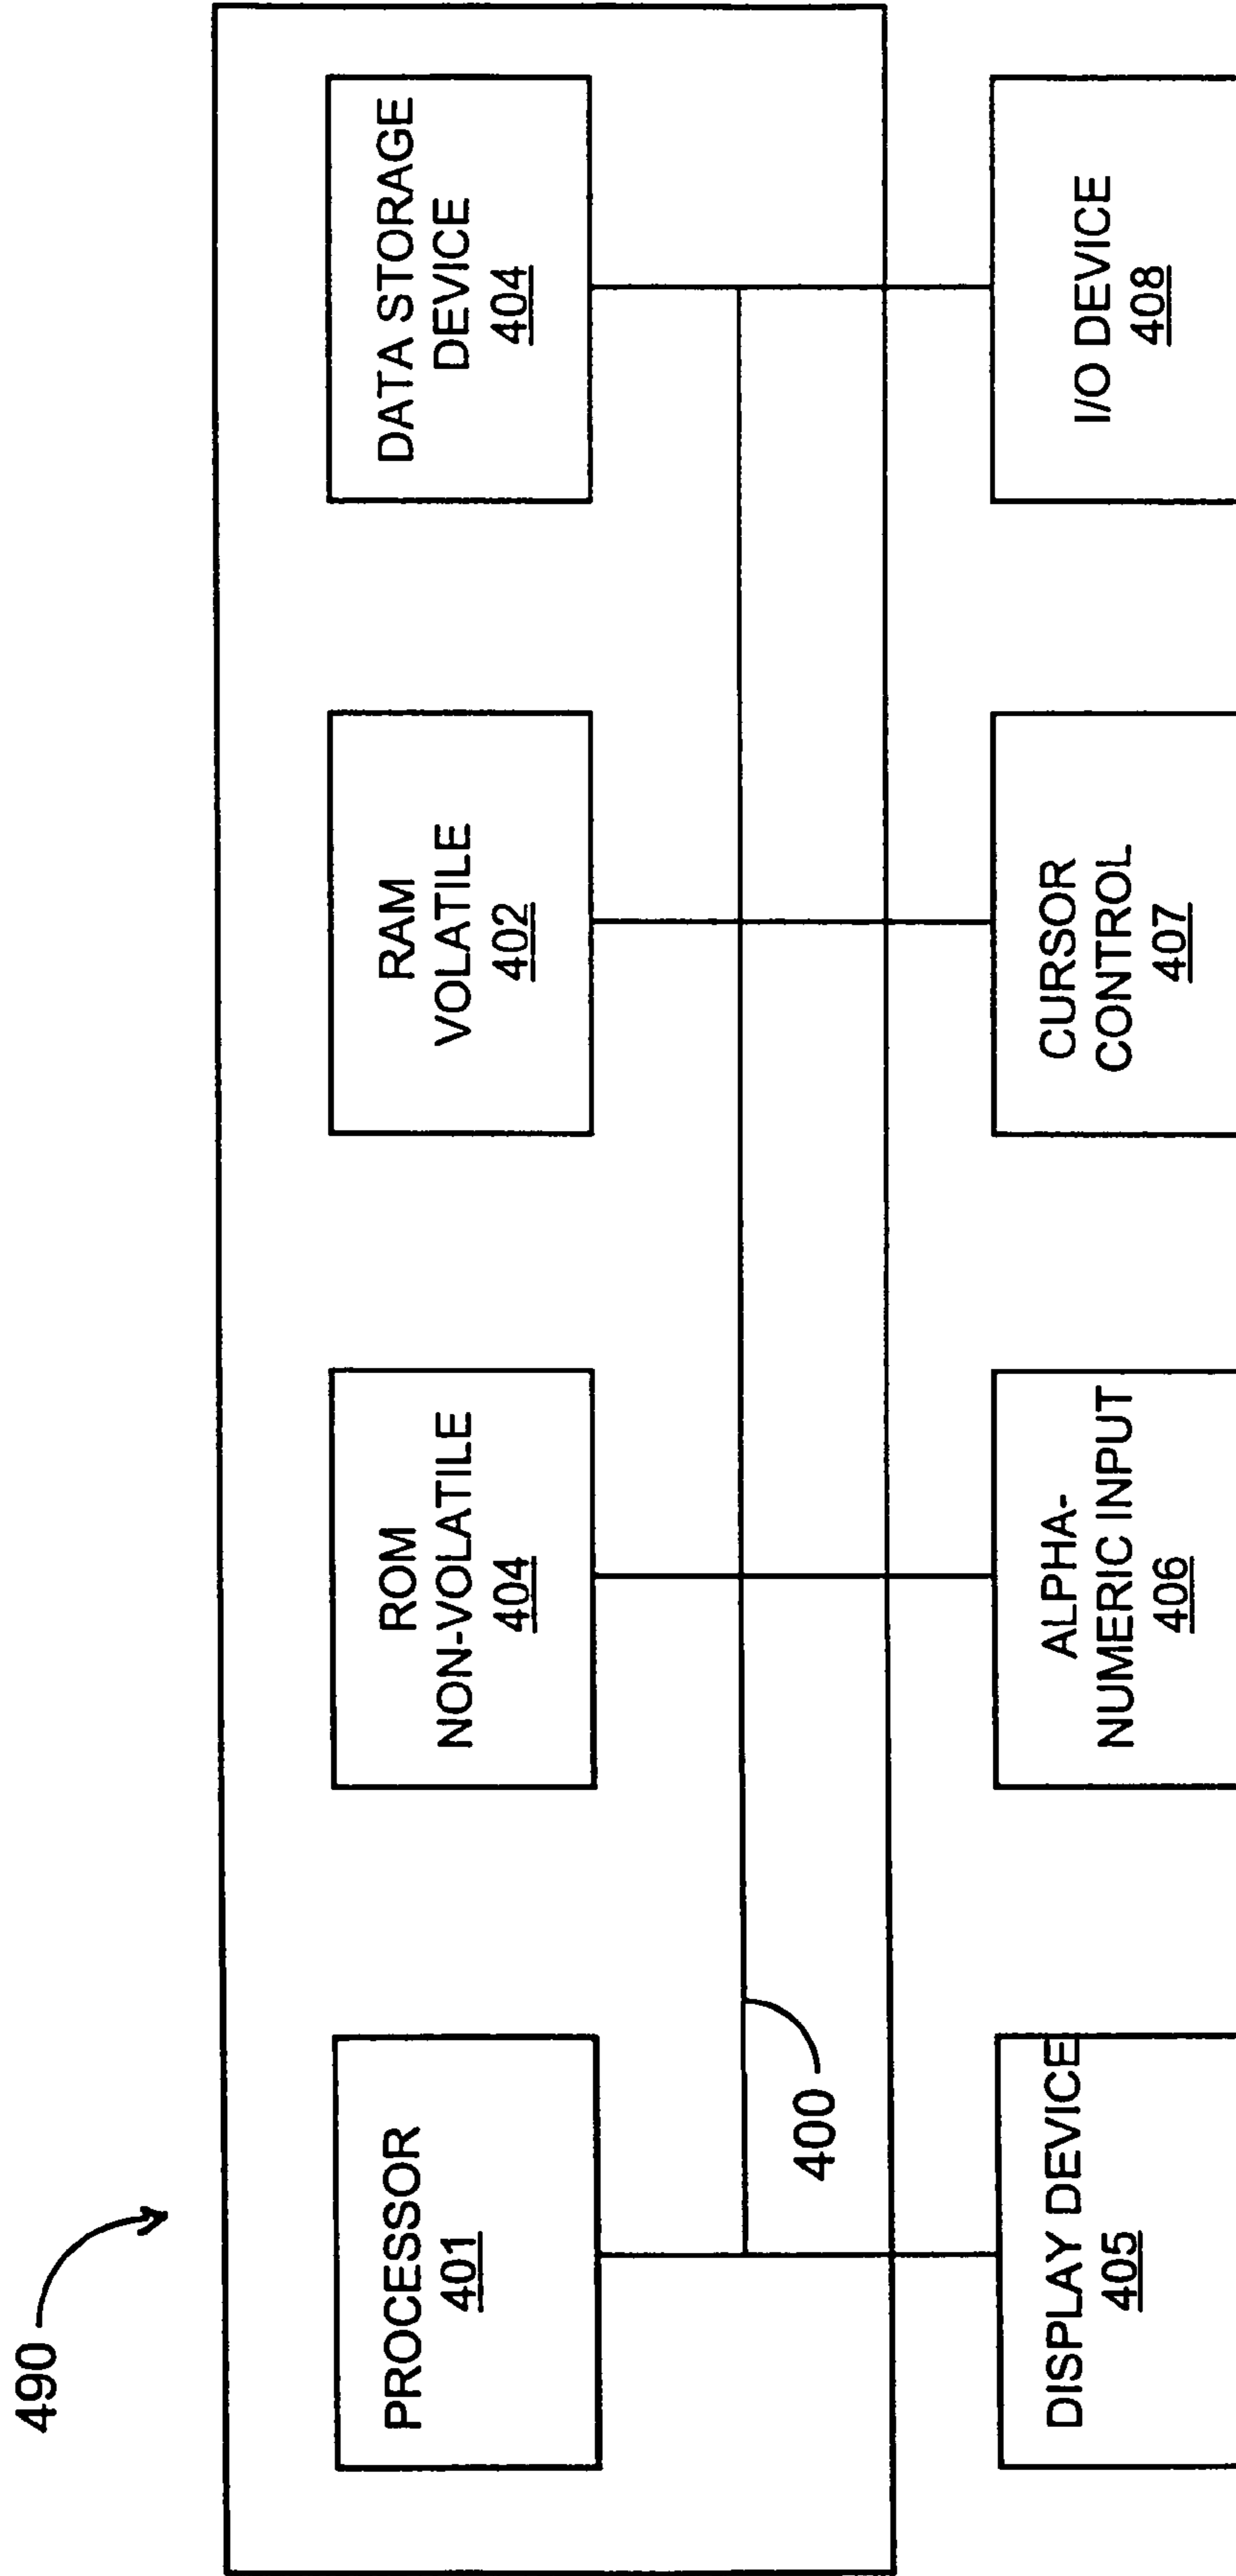 490
PROCESSOR
401
ROM
NON-VOLATILE
404
RAM
VOLATILE
402
DATA STORAGE
DEVICE
404
400
DISPLAY DEVICE
405
ALPHA-
NUMERIC INPUT
406
CURSOR
CONTROL
407
I/O DEVICE
408